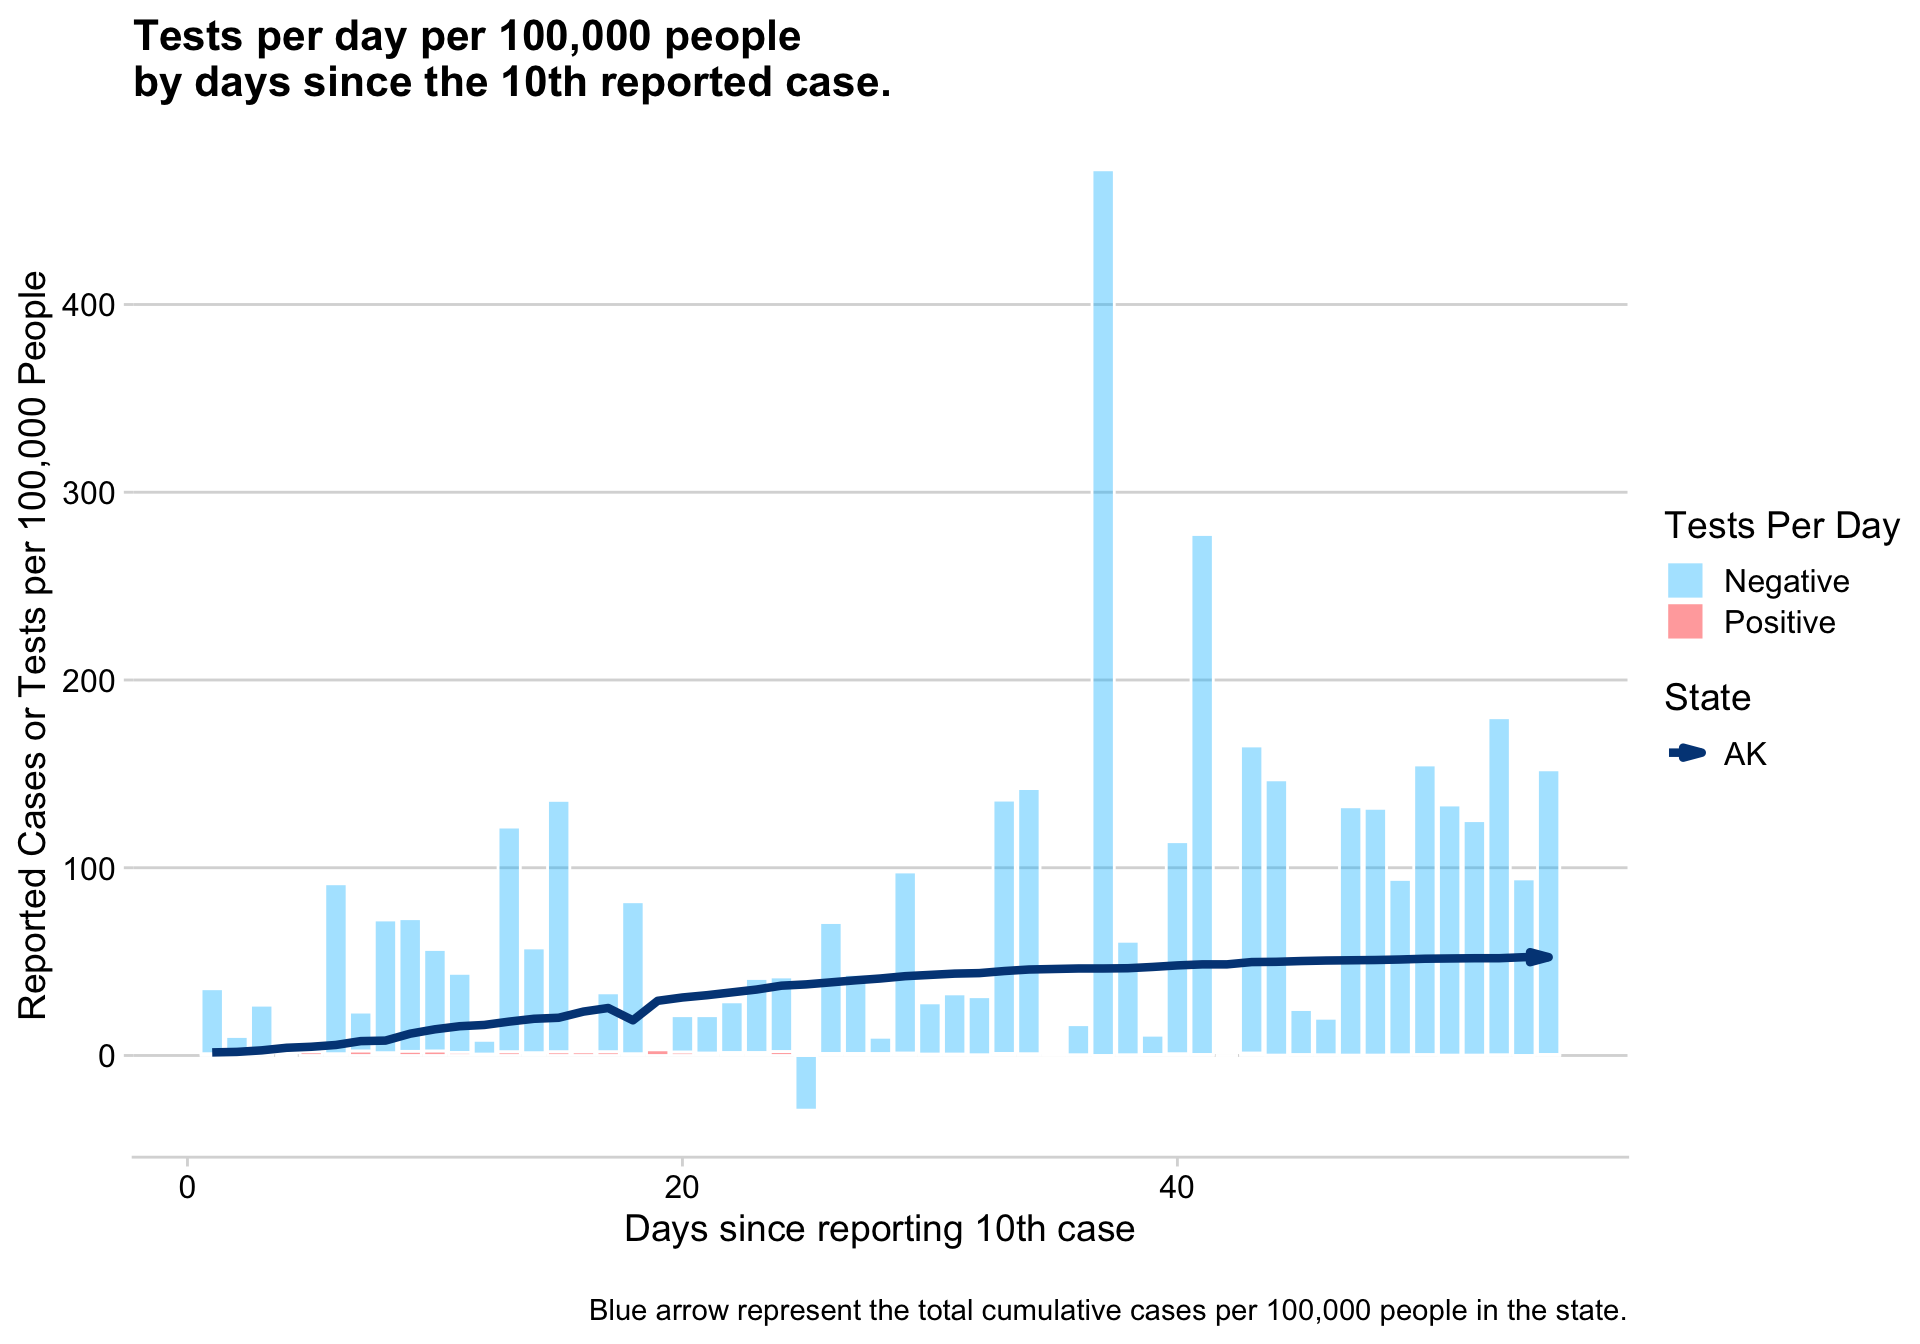 Tests per day per 100,000 people
by days since the 10th reported case.
Reported Cases or Tests per 100,000 People
400
300
200
100
0
0
20
40
Days since reporting 10th case
Tests Per Day
Negative
Positive
State
AK
Blue arrow represent the total cumulative cases per 100,000 people in the state.